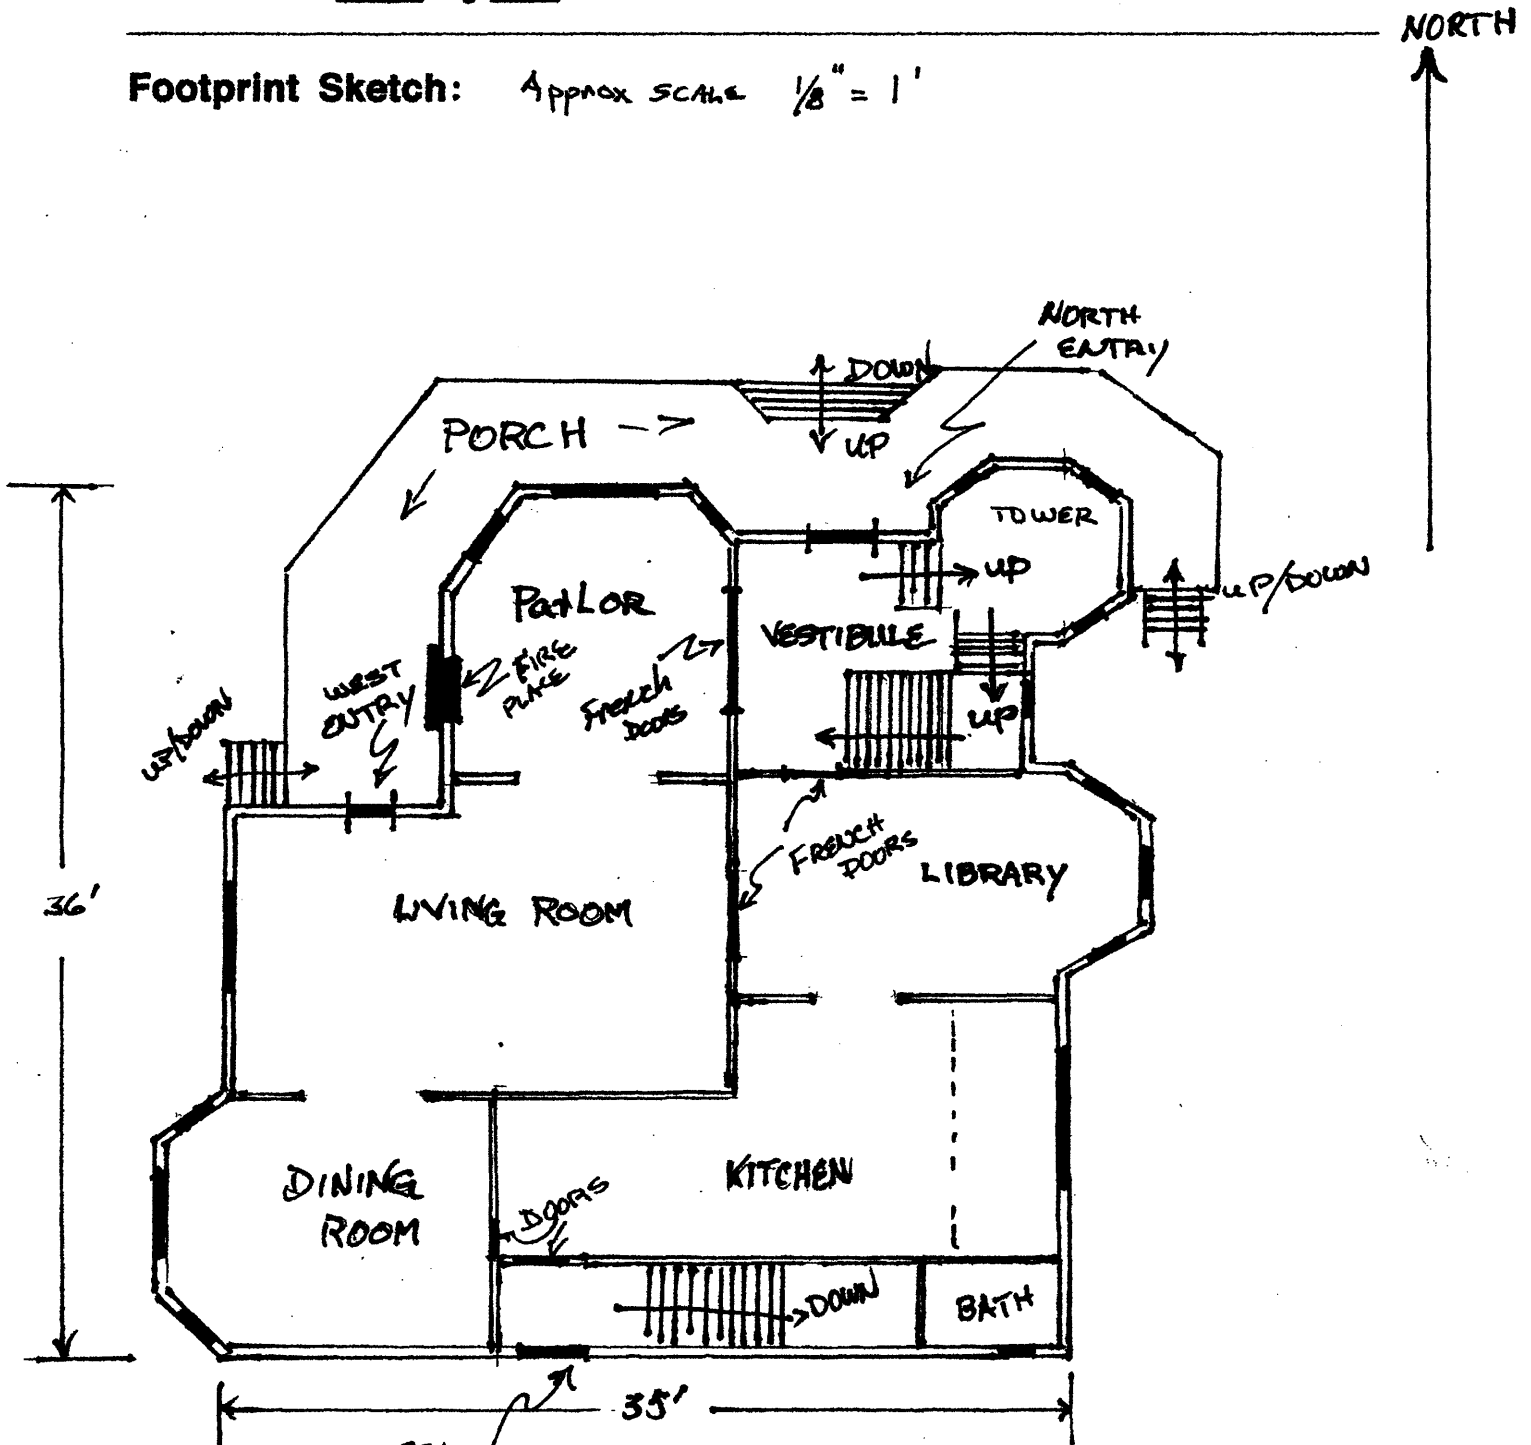 NORTH
Footprint Sketch: Approx SCALE 1/8" = 1'
NORTH
ENTRY
DOWN
PORCH
UP
TOWER
UP
UP/DOWN
PARLOR
VESTIBULE
FIRE
PLACE
WEST
ENTRY
French
DOORS
UP/DOWN
UP
FRENCH
DOORS
LIBRARY
36'
LIVING ROOM
DINING
ROOM
KITCHEN
DOORS
DOWN
BATH
35'